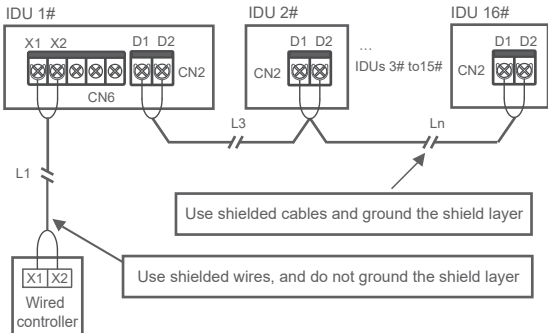 IDU 1#
IDU 2#
IDU 16#
X1 X2
D1 D2
CN2
CN6
D1 D2
CN2
...
IDUs 3# to15#
D1 D2
CN2
L3
Ln
L1
Use shielded cables and ground the shield layer
Use shielded wires, and do not ground the shield layer
X1 X2
Wired
controller